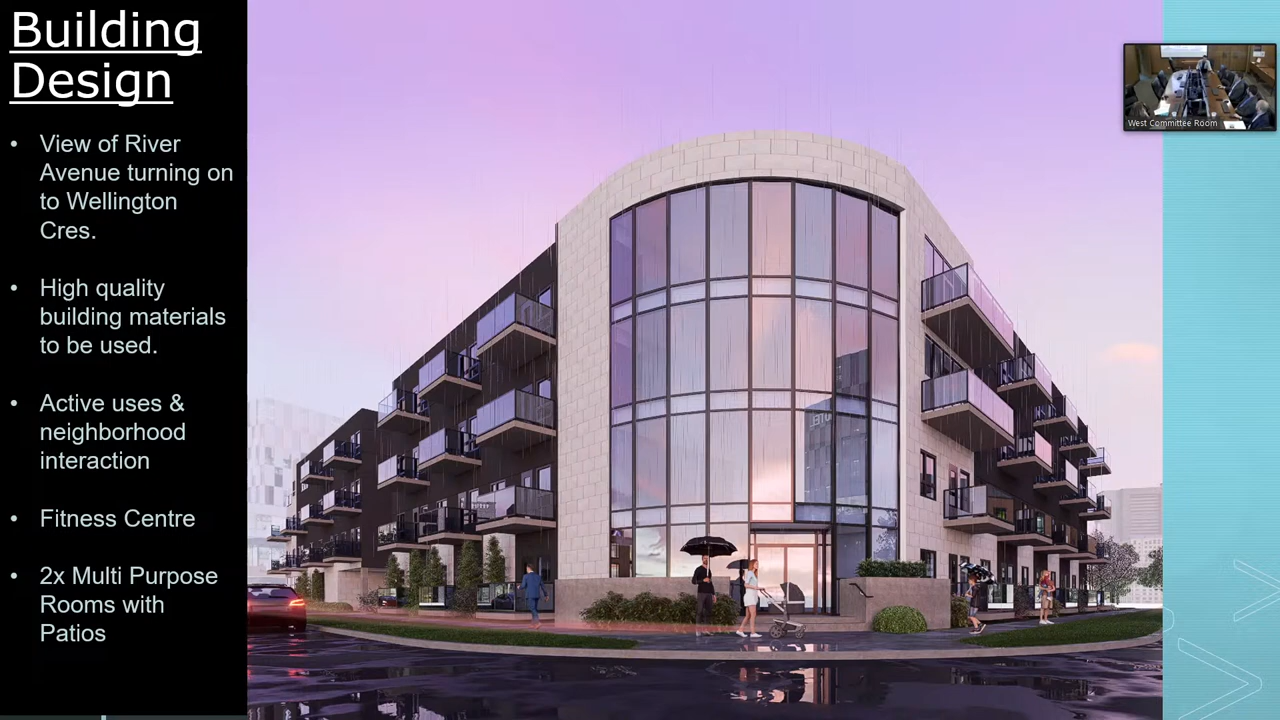 Building
Design
• View of River
Avenue turning on
to Wellington
Cres.
• High quality
building materials
to be used.
• Active uses &
neighborhood
interaction
• Fitness Centre
• 2x Multi Purpose
Rooms with
Patios
West Committee Room